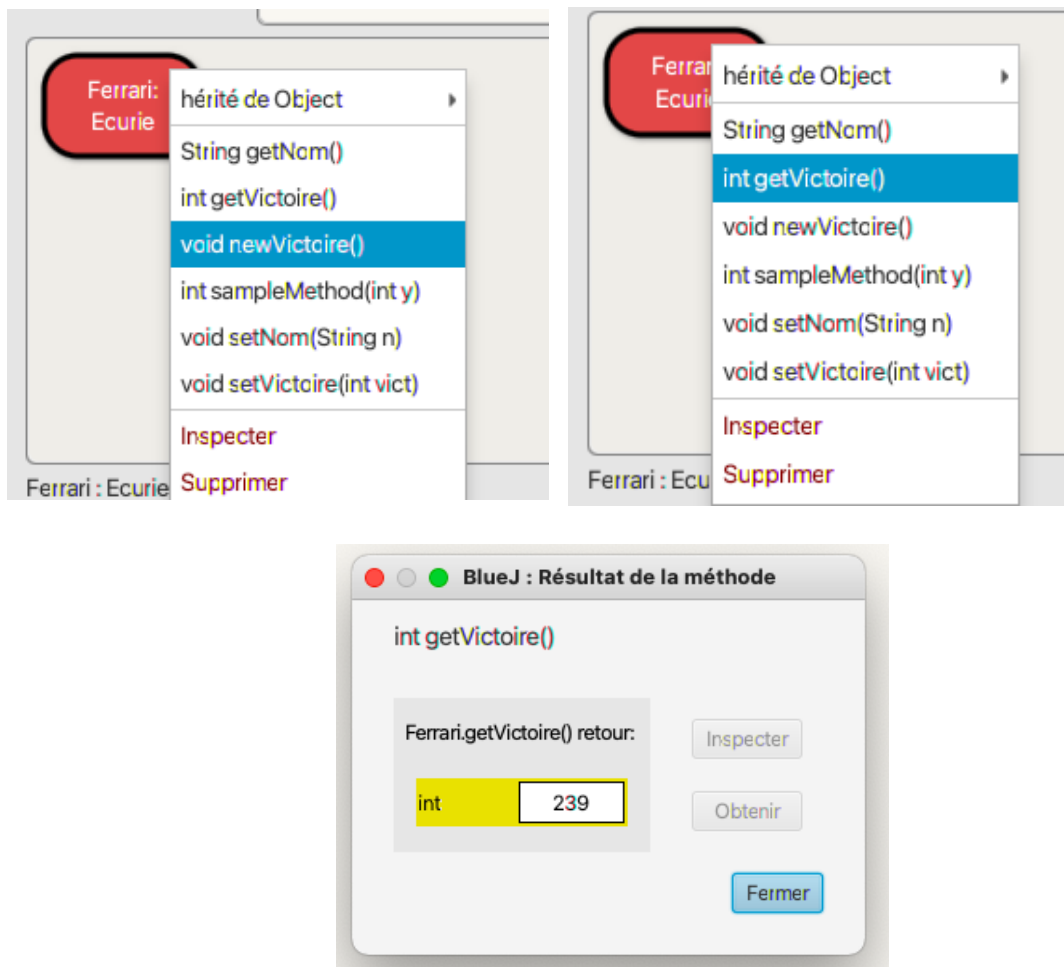 Ferrari:
Ecurie
hérité de Object
String getNom()
int getVictoire()
void newVictoire()
int sampleMethod(int y)
void setNom(String n)
void setVictoire(int vict)
Inspecter
Supprimer
Ferrari : Ecurie
Ferrar
Ecuri
hérité de Object
String getNom()
int getVictoire()
void newVictoire()
int sampleMethod(int y)
void setNom(String n)
void setVictoire(int vict)
Inspecter
Supprimer
Ferrari : Ecu
BlueJ : Résultat de la méthode
int getVictoire()
Ferrari.getVictoire() retour:
Inspecter
int 239
Obtenir
Fermer